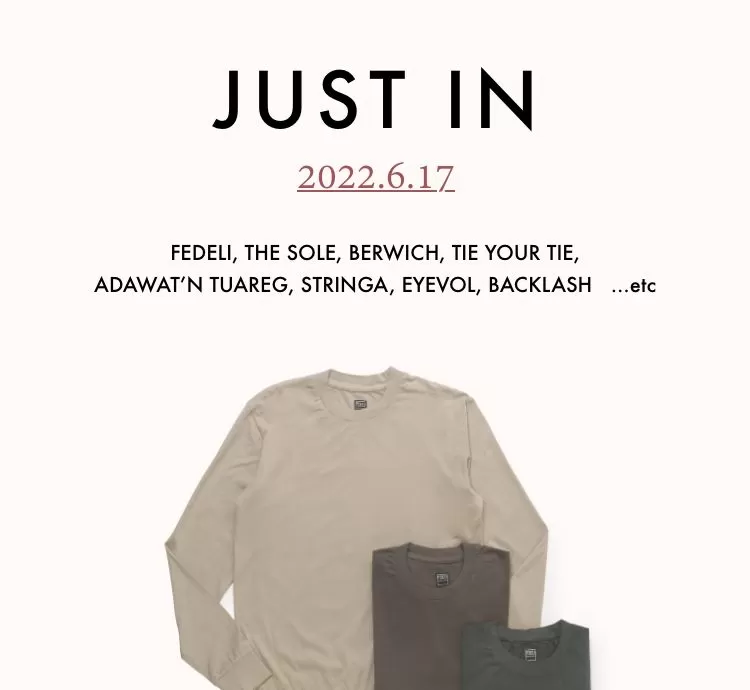 JUST IN
2022.6.17
FEDELI, THE SOLE, BERWICH, TIE YOUR TIE,
ADAWAT’N TUAREG, STRINGA, EYEVOL, BACKLASH …etc